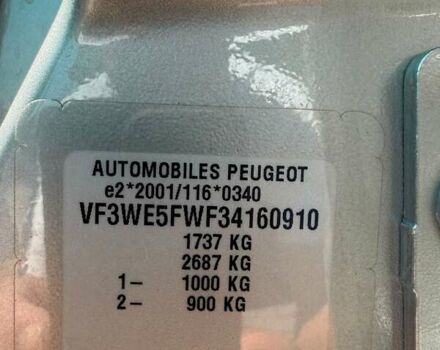 AUTOMOBILES PEUGEOT
e2*2001/116*0340
VF3WE5FWF34160910
1737 KG
2687 KG
1– 1000 KG
2– 900 KG